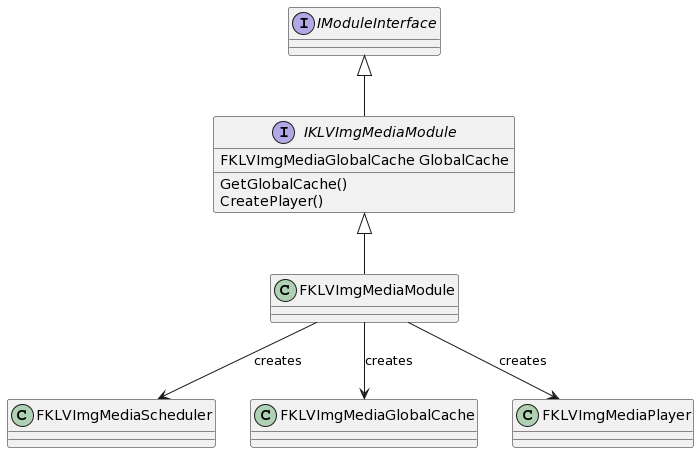 I IModuleInterface
I IKLVImgMediaModule
FKLVImgMediaGlobalCache GlobalCache
GetGlobalCache()
CreatePlayer()
C FKLVImgMediaModule
creates creates creates
C FKLVImgMediaScheduler C FKLVImgMediaGlobalCache C FKLVImgMediaPlayer